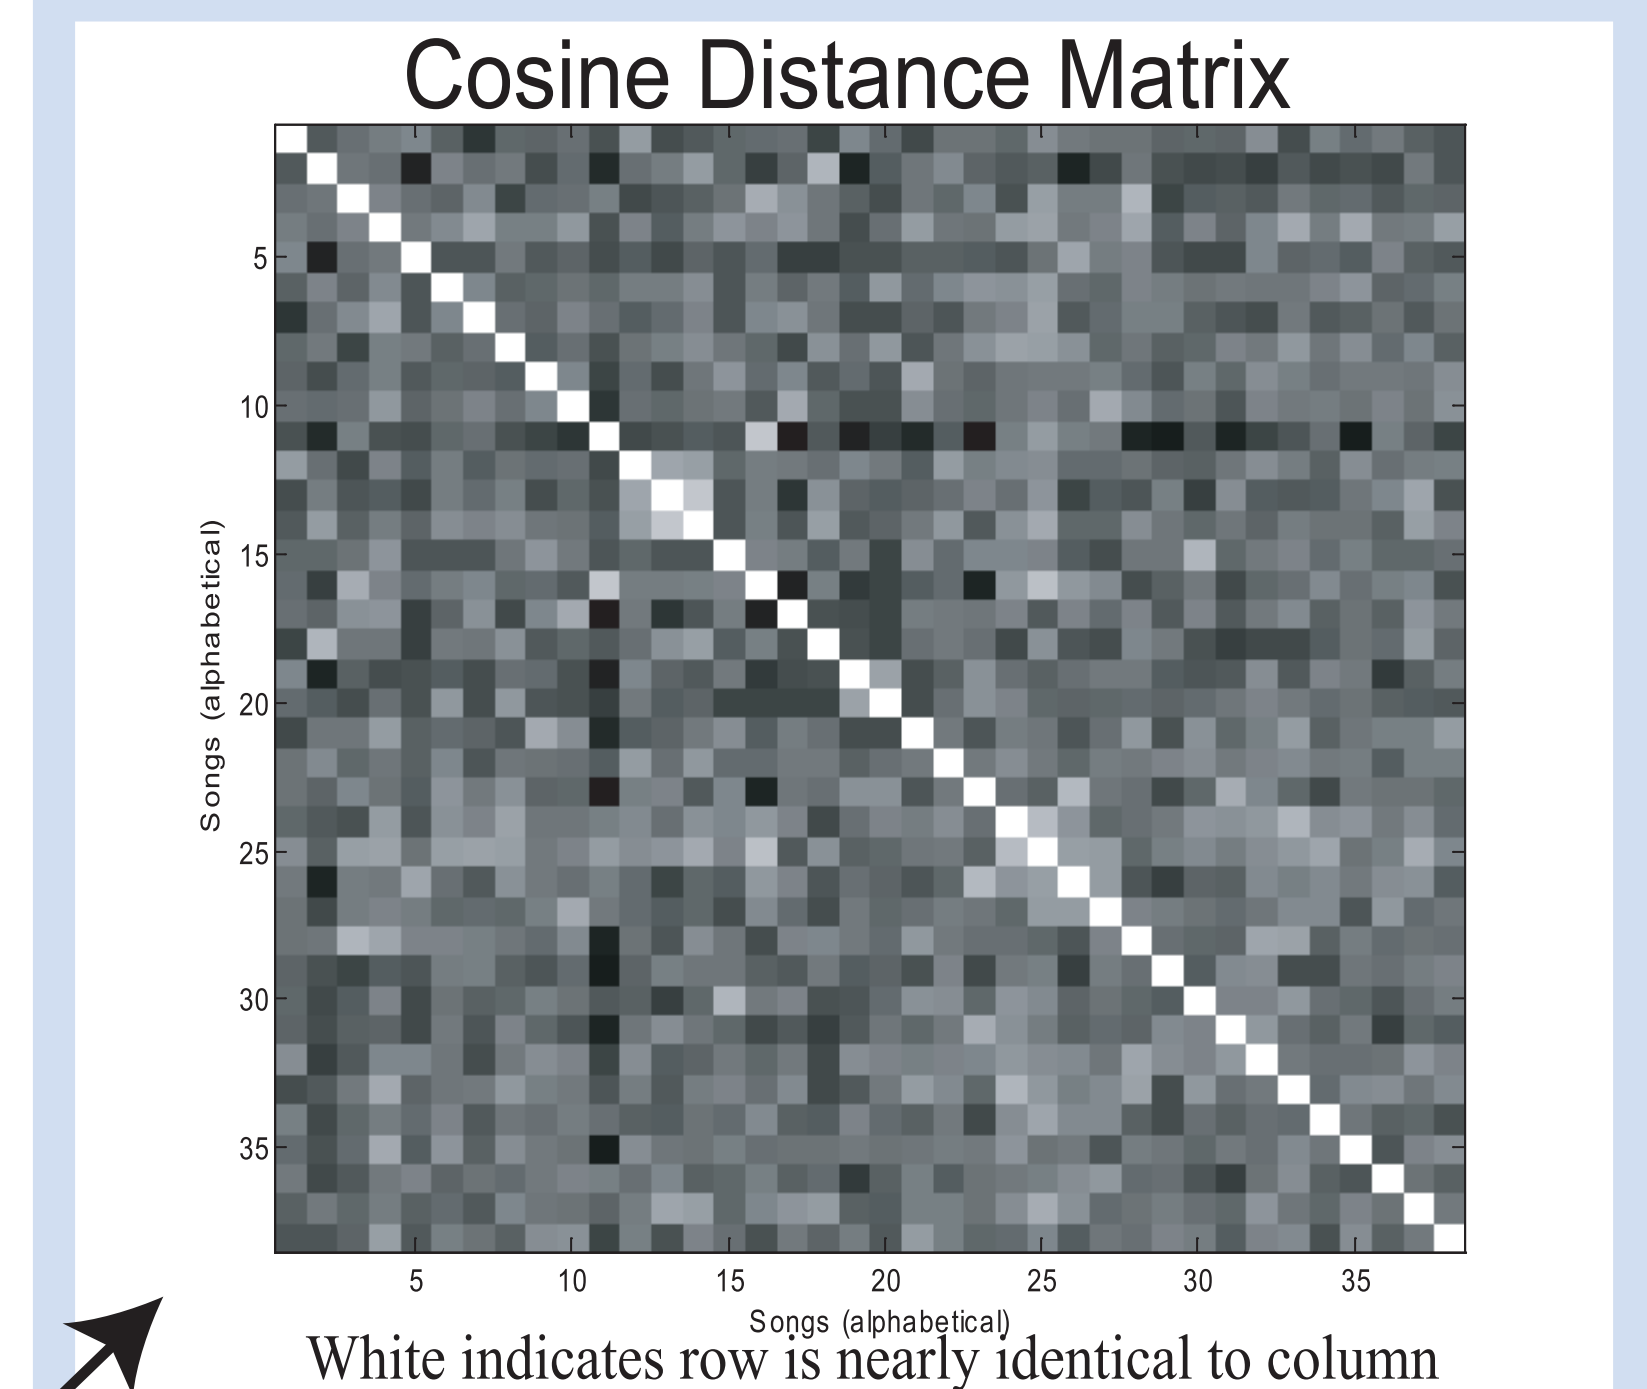 Cosine Distance Matrix
5
10
15
20
25
30
35
Songs (alphabetical)
5 10 15 20 25 30 35
Songs (alphabetical)
White indicates row is nearly identical to column